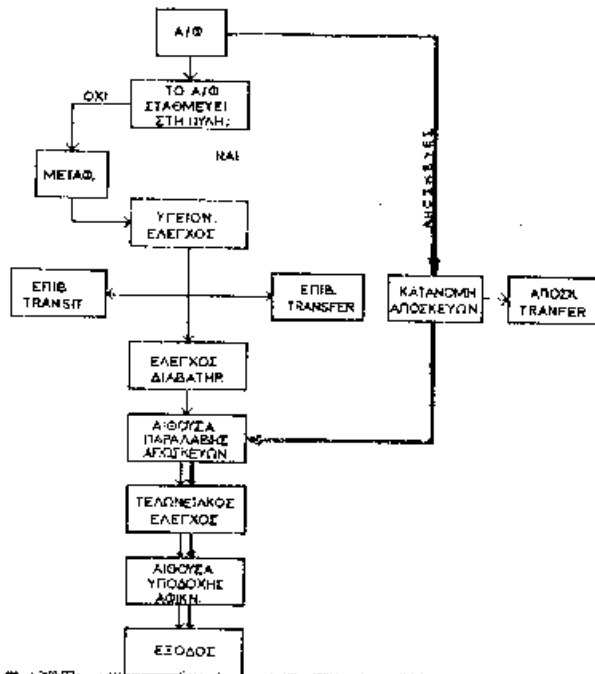 Α/Φ
ΤΟ Α/Φ
ΣΤΑΘΜΕΥΕΙ
ΣΤΗ ΠΥΛΗ;
ΟΧΙ
ΝΑΙ
ΑΠΟΣΚΕΥΕΣ
ΜΕΤΑΦ.
ΥΓΕΙΟΝ.
ΕΛΕΓΧΟΣ
ΕΠΙΒ.
TRANSIT
ΕΠΙΒ.
TRANSFER
ΚΑΤΑΝΟΜΗ
ΑΠΟΣΚΕΥΩΝ.
ΑΠΟΣΚ.
TRANFER
ΕΛΕΓΧΟΣ
ΔΙΑΒΑΤΗΡ.
ΑΙΘΟΥΣΑ
ΠΑΡΑΛΑΒΗΣ
ΑΠΟΣΚΕΥΩΝ
ΤΕΛΩΝΕΙΑΚΟΣ
ΕΛΕΓΧΟΣ
ΑΙΘΟΥΣΑ
ΥΠΟΔΟΧΗΣ
ΑΦΙΚΝ.
ΕΞΟΔΟΣ